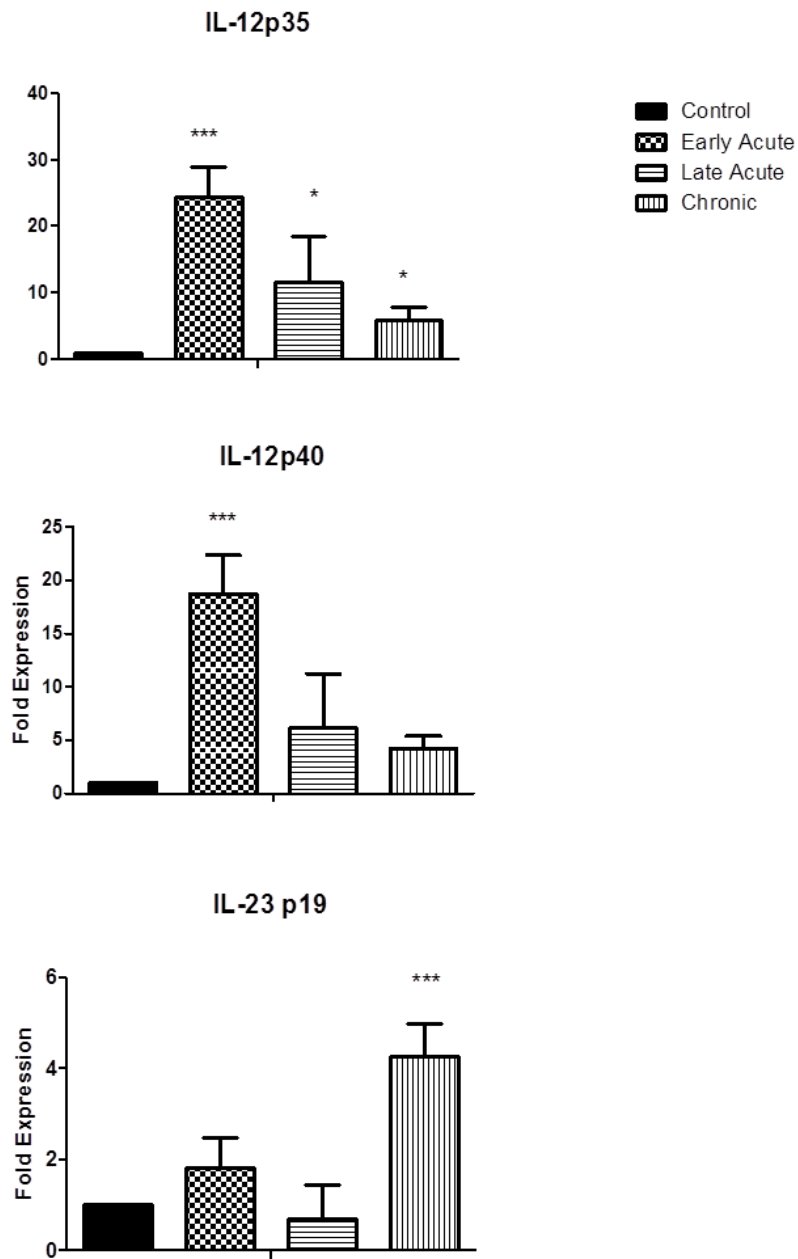 IL-12p35
40
30
20
10
0
***
*
*
Control
Early Acute
Late Acute
Chronic
IL-12p40
Fold Expression
25
20
15
10
5
0
***
IL-23 p19
Fold Expression
6
4
2
0
***